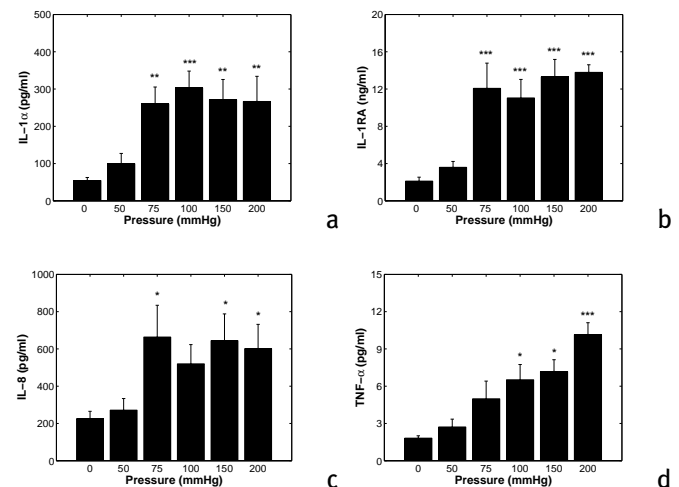 500
400
300
200
100
0
IL−1α (pg/ml)
** *** ** **
0 50 75 100 150 200
Pressure (mmHg)
a
16
12
8
4
0
IL−1RA (ng/ml)
*** *** *** ***
0 50 75 100 150 200
Pressure (mmHg)
b
1000
800
600
400
200
0
IL−8 (pg/ml)
* * *
0 50 75 100 150 200
Pressure (mmHg)
c
15
12
9
6
3
0
TNF−α (pg/ml)
* * ***
0 50 75 100 150 200
Pressure (mmHg)
d